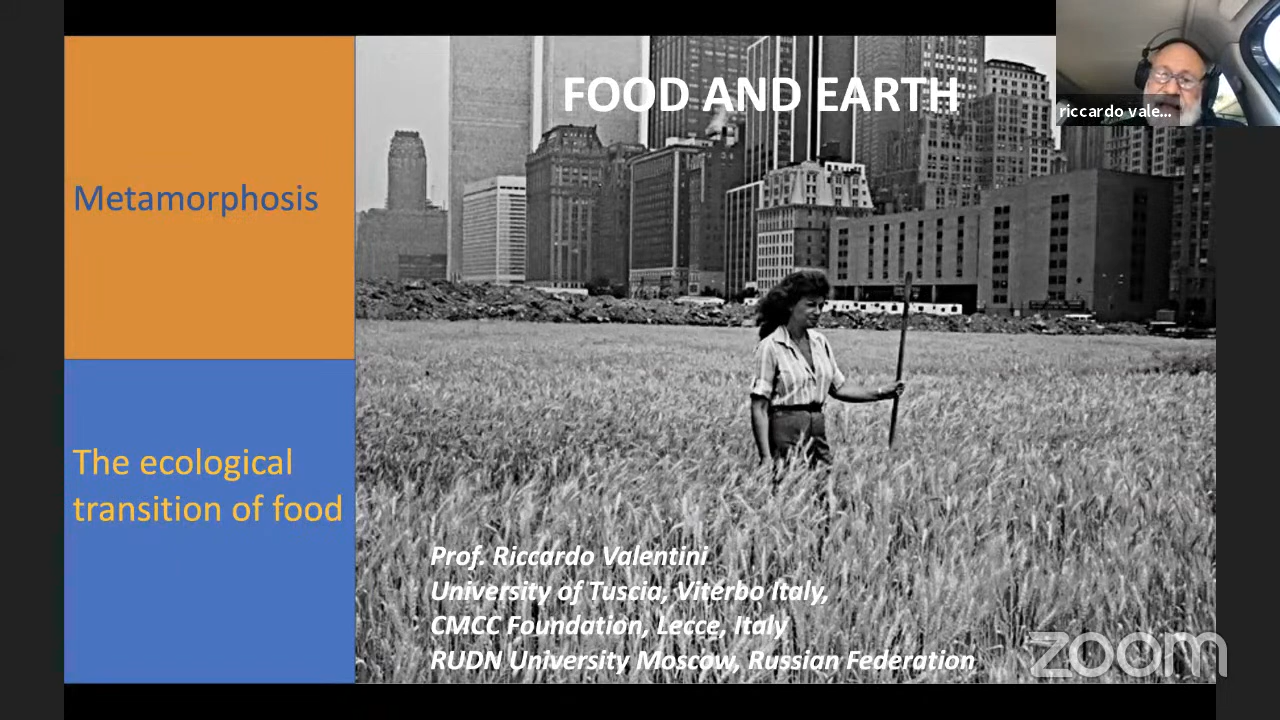 FOOD AND EARTH
riccardo vale...
Metamorphosis
The ecological
transition of food
Prof. Riccardo Valentini
University of Tuscia, Viterbo Italy,
CMCC Foundation, Lecce, Italy
RUDN University Moscow, Russian Federation
zoom